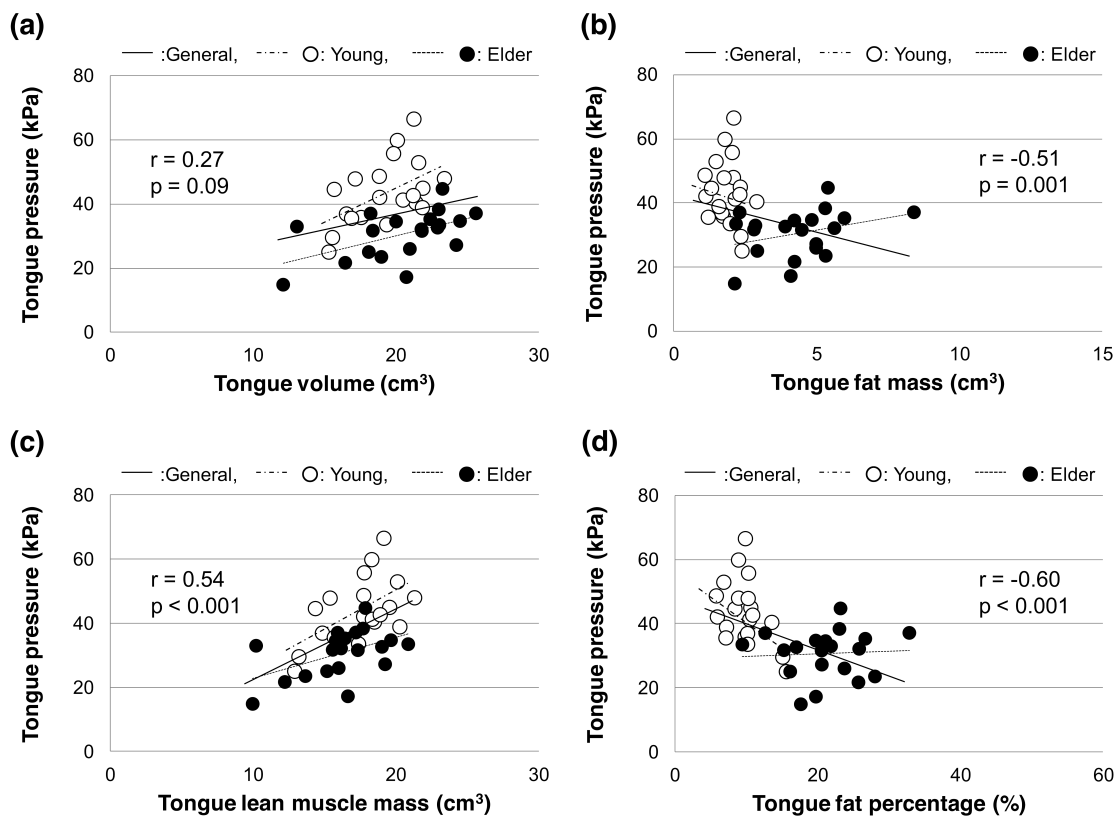 (a)
:General, : Young, : Elder
Tongue pressure (kPa)
80
60
40
20
0
r = 0.27
p = 0.09
0 10 20 30
Tongue volume (cm³)
(b)
:General, : Young, : Elder
Tongue pressure (kPa)
80
60
40
20
0
r = -0.51
p = 0.001
0 5 10 15
Tongue fat mass (cm³)
(c)
:General, : Young, : Elder
Tongue pressure (kPa)
80
60
40
20
0
r = 0.54
p < 0.001
0 10 20 30
Tongue lean muscle mass (cm³)
(d)
:General, : Young, : Elder
Tongue pressure (kPa)
80
60
40
20
0
r = -0.60
p < 0.001
0 20 40 60
Tongue fat percentage (%)